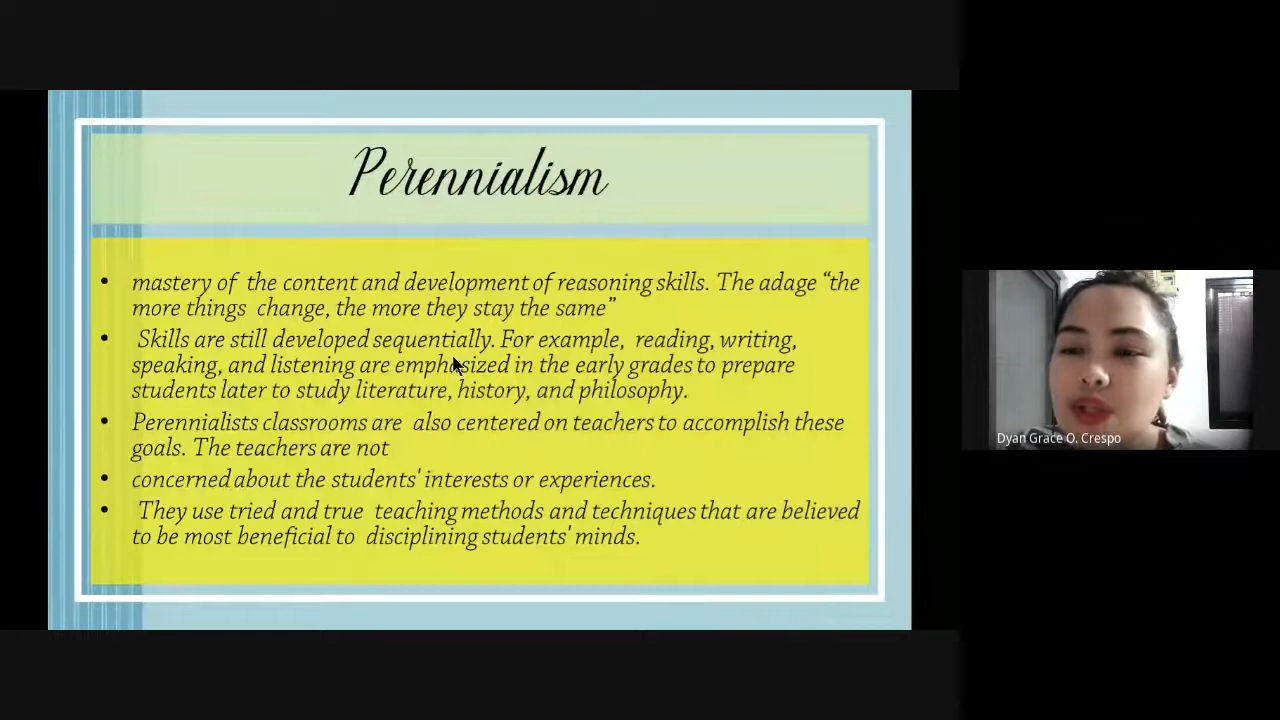 Perennialism
• mastery of the content and development of reasoning skills. The adage “the
more things change, the more they stay the same”
• Skills are still developed sequentially. For example, reading, writing,
speaking, and listening are emphasized in the early grades to prepare
students later to study literature, history, and philosophy.
• Perennialists classrooms are also centered on teachers to accomplish these
goals. The teachers are not
• concerned about the students' interests or experiences.
• They use tried and true teaching methods and techniques that are believed
to be most beneficial to disciplining students' minds.
Dyan Grace O. Crespo